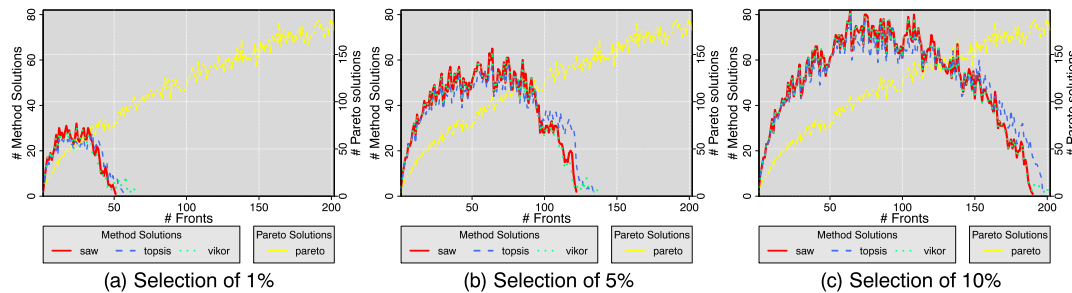 # Method Solutions
0 20 40 60 80
50 100 150 200
# Fronts
0 50 100 150
# Pareto solutions
Method Solutions
saw topsis vikor
Pareto Solutions
pareto
(a) Selection of 1%
# Method Solutions
0 20 40 60 80
50 100 150 200
# Fronts
0 50 100 150
# Pareto solutions
Method Solutions
saw topsis vikor
Pareto Solutions
pareto
(b) Selection of 5%
# Method Solutions
0 20 40 60 80
50 100 150 200
# Fronts
0 50 100 150
# Pareto solutions
Method Solutions
saw topsis vikor
Pareto Solutions
pareto
(c) Selection of 10%